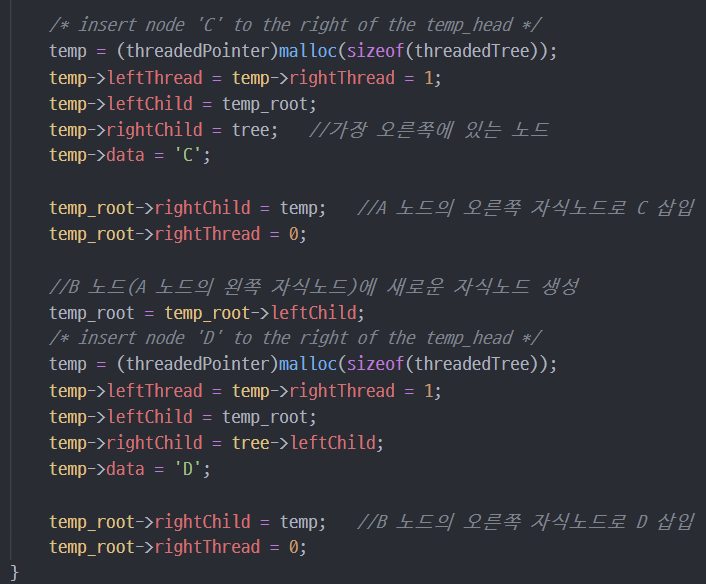 /* insert node 'C' to the right of the temp_head */
temp = (threadedPointer)malloc(sizeof(threadedTree));
temp->leftThread = temp->rightThread = 1;
temp->leftChild = temp_root;
temp->rightChild = tree;   //가장 오른쪽에 있는 노드
temp->data = 'C';

temp_root->rightChild = temp;   //A 노드의 오른쪽 자식노드로 C 삽입
temp_root->rightThread = 0;

//B 노드(A 노드의 왼쪽 자식노드)에 새로운 자식노드 생성
temp_root = temp_root->leftChild;
/* insert node 'D' to the right of the temp_head */
temp = (threadedPointer)malloc(sizeof(threadedTree));
temp->leftThread = temp->rightThread = 1;
temp->leftChild = temp_root;
temp->rightChild = tree->leftChild;
temp->data = 'D';

temp_root->rightChild = temp;   //B 노드의 오른쪽 자식노드로 D 삽입
temp_root->rightThread = 0;
}